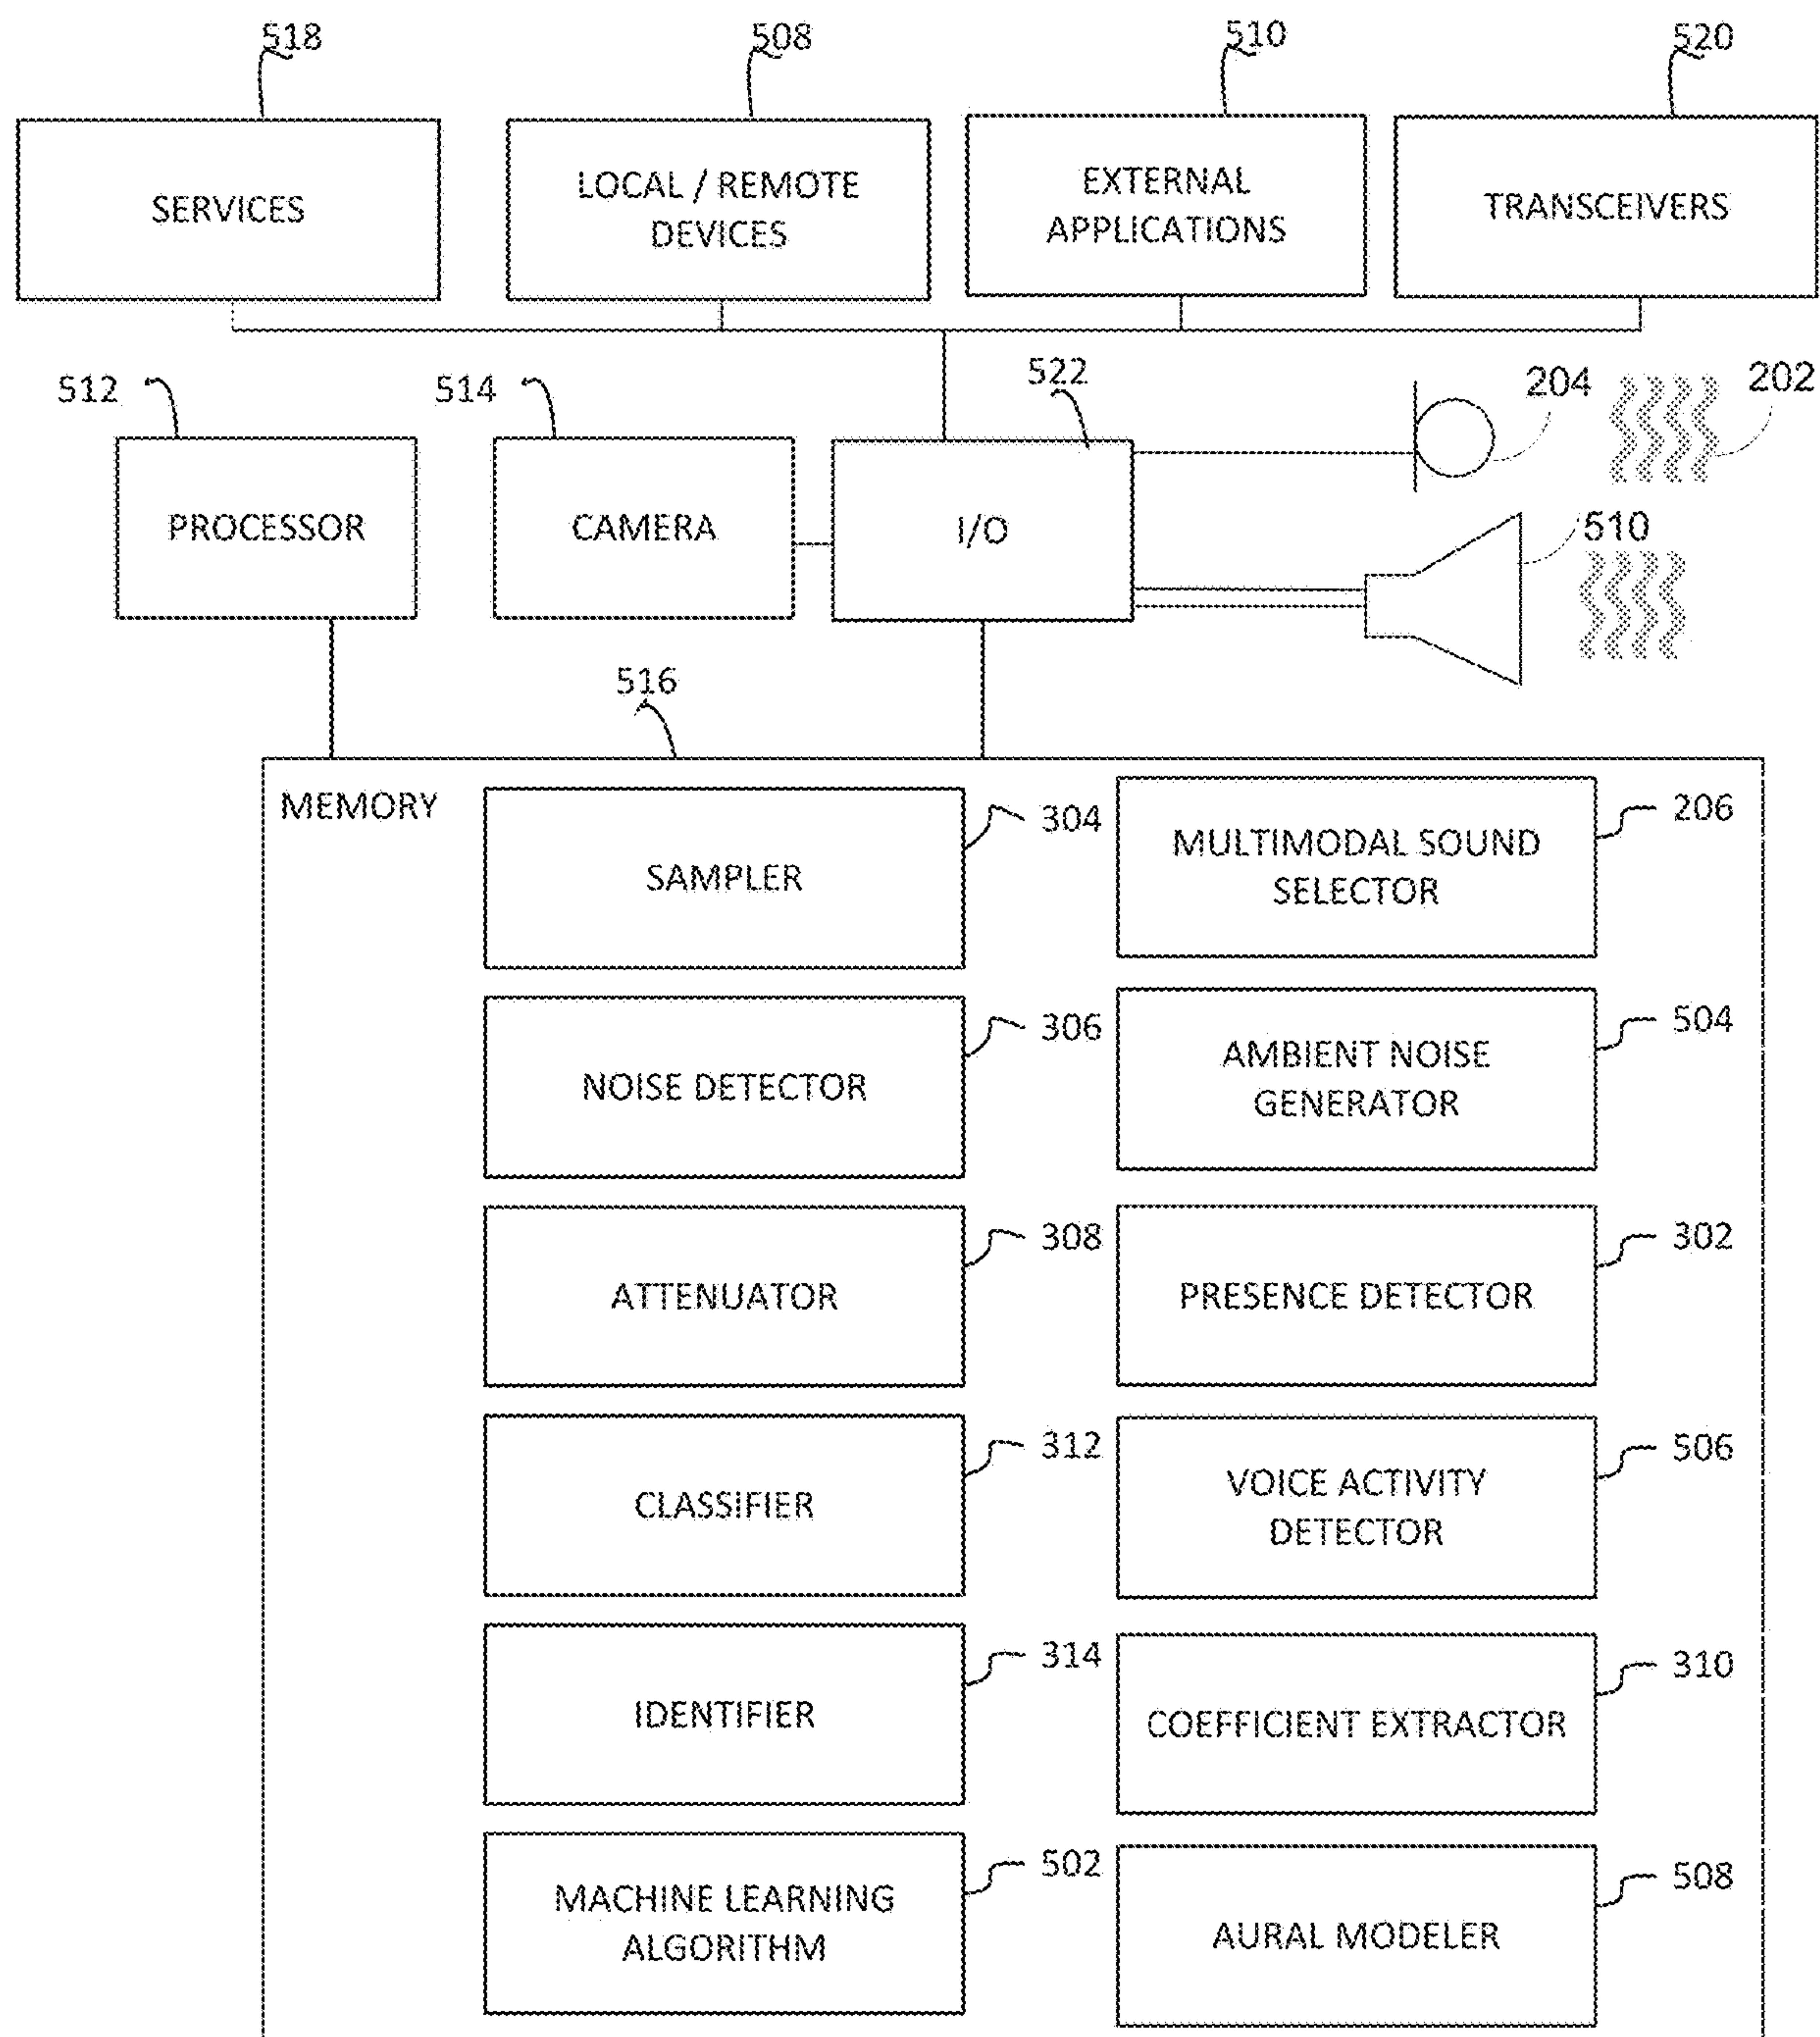 518
508
510
520
SERVICES
LOCAL / REMOTE
DEVICES
EXTERNAL
APPLICATIONS
TRANSCEIVERS
512
514
522
204
202
PROCESSOR
CAMERA
I/O
510
516
MEMORY
SAMPLER
304
MULTIMODAL SOUND
SELECTOR
206
NOISE DETECTOR
306
AMBIENT NOISE
GENERATOR
504
ATTENUATOR
308
PRESENCE DETECTOR
302
CLASSIFIER
312
VOICE ACTIVITY
DETECTOR
506
IDENTIFIER
314
COEFFICIENT EXTRACTOR
310
MACHINE LEARNING
ALGORITHM
502
AURAL MODELER
508